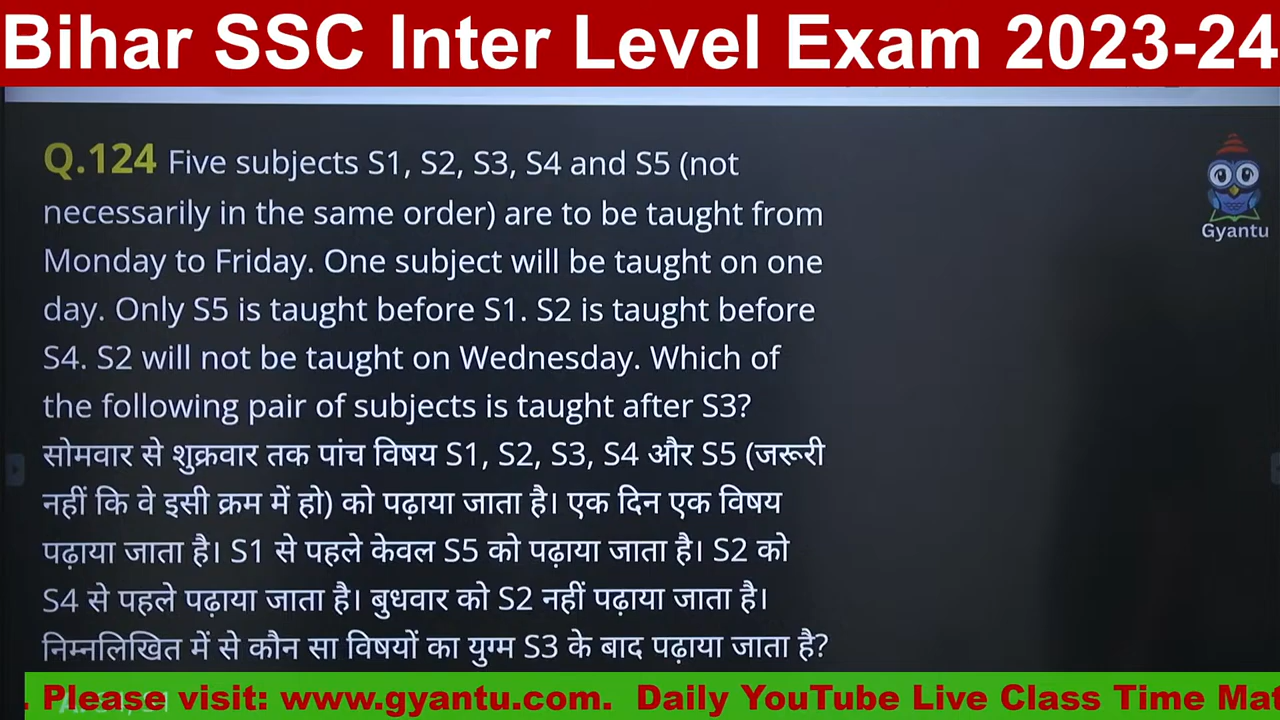 Bihar SSC Inter Level Exam 2023-24
Q.124 Five subjects S1, S2, S3, S4 and S5 (not
necessarily in the same order) are to be taught from
Monday to Friday. One subject will be taught on one
day. Only S5 is taught before S1. S2 is taught before
S4. S2 will not be taught on Wednesday. Which of
the following pair of subjects is taught after S3?
सोमवार से शुक्रवार तक पांच विषय S1, S2, S3, S4 और S5 (जरूरी
नहीं कि वे इसी क्रम में हो) को पढ़ाया जाता है। एक दिन एक विषय
पढ़ाया जाता है। S1 से पहले केवल S5 को पढ़ाया जाता है। S2 को
S4 से पहले पढ़ाया जाता है। बुधवार को S2 नहीं पढ़ाया जाता है।
निम्नलिखित में से कौन सा विषयों का युग्म S3 के बाद पढ़ाया जाता है?
Gyantu
. Please visit: www.gyantu.com. Daily YouTube Live Class Time